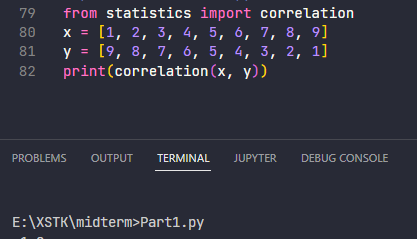 79 from statistics import correlation
80 x = [1, 2, 3, 4, 5, 6, 7, 8, 9]
81 y = [9, 8, 7, 6, 5, 4, 3, 2, 1]
82 print(correlation(x, y))
PROBLEMS OUTPUT TERMINAL JUPYTER DEBUG CONSOLE
E:\XSTK\midterm>Part1.py